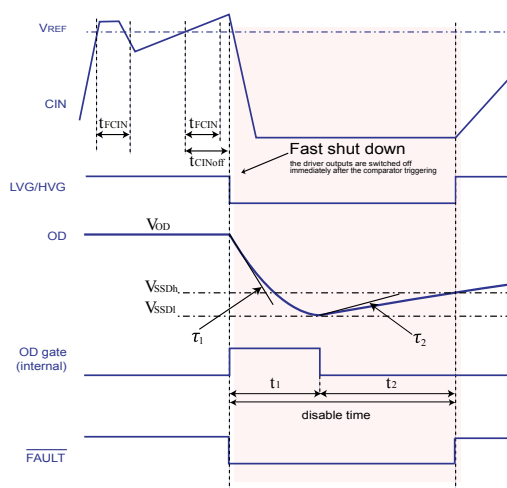 VREF
CIN
tFCIN
tFCIN
tCINoff
Fast shut down
the driver outputs are switched off
immediately after the comparator triggering
LVG/HVG
VOD
OD
VSSDh
VSSDl
τ1
τ2
OD gate
(internal)
t1
t2
disable time
FAULT